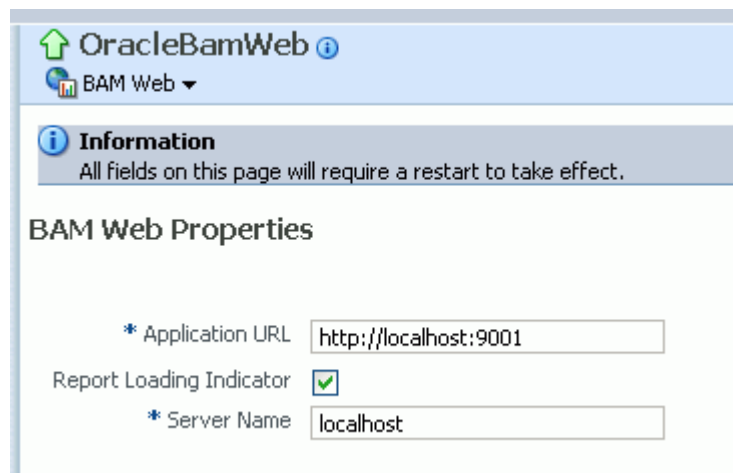 OracleBamWeb
BAM Web
Information
All fields on this page will require a restart to take effect.
BAM Web Properties
* Application URL http://localhost:9001
Report Loading Indicator
* Server Name localhost